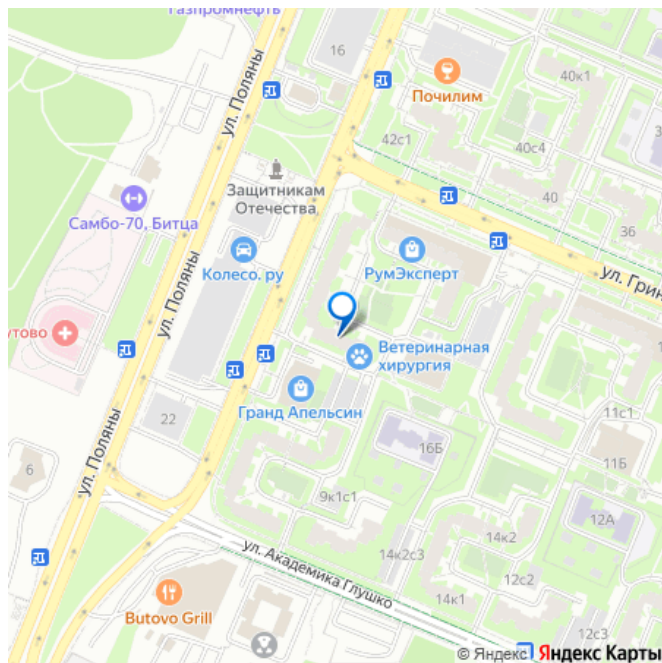 Газпромнефть
16
ул. Поляны
Почилим
40к1
42с1
40с4
Защитникам
Отечества
Самбо-70, Битца
40
36
Колесо.ру
РумЭксперт
ул. Грин
утово
ул. Поляны
Ветеринарная
хирургия
Гранд Апельсин
22
11с1
16Б
11Б
6
ул. Поляны
9к1с1
12А
14к2
14к2с3
ул. Академика Глушко
12с2
14к1
Butovo Grill
12с3
© Яндекс Яндекс Карты